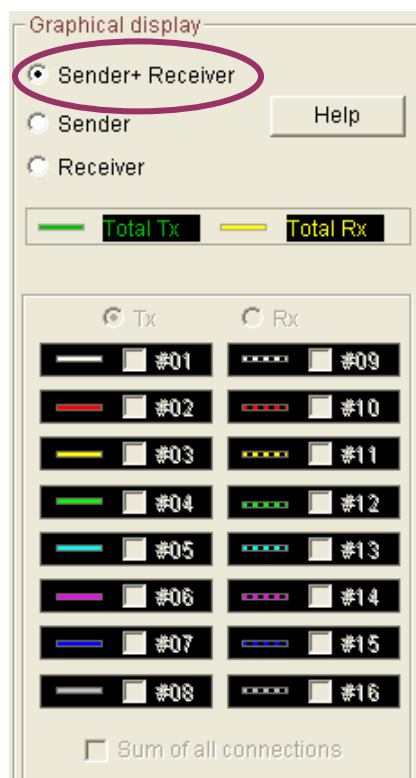 Graphical display
Sender+ Receiver
Sender
Help
Receiver
Total Tx Total Rx
Tx Rx
#01 #09
#02 #10
#03 #11
#04 #12
#05 #13
#06 #14
#07 #15
#08 #16
Sum of all connections